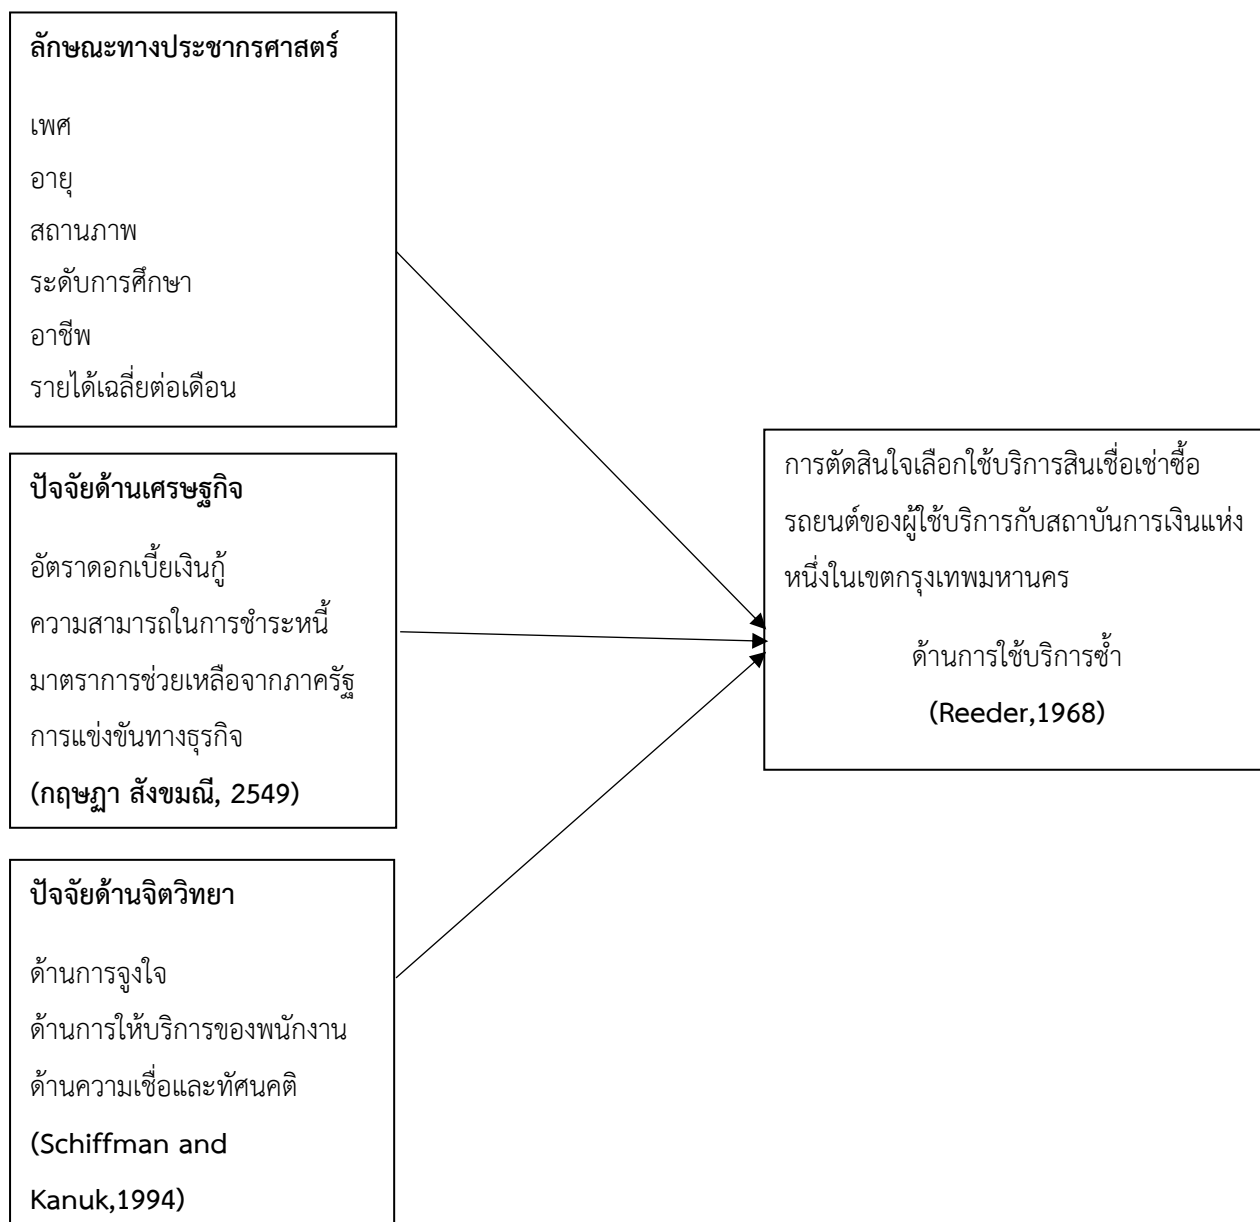 ลักษณะทางประชากรศาสตร์
เพศ
อายุ
สถานภาพ
ระดับการศึกษา
อาชีพ
รายได้เฉลี่ยต่อเดือน
ปัจจัยด้านเศรษฐกิจ
อัตราดอกเบี้ยเงินกู้
ความสามารถในการชำระหนี้
มาตราการช่วยเหลือจากภาครัฐ
การแข่งขันทางธุรกิจ
(กฤษฏา สังขมณี, 2549)
ปัจจัยด้านจิตวิทยา
ด้านการจูงใจ
ด้านการให้บริการของพนักงาน
ด้านความเชื่อและทัศนคติ
(Schiffman and
Kanuk,1994)
การตัดสินใจเลือกใช้บริการสินเชื่อเช่าซื้อ
รถยนต์ของผู้ใช้บริการกับสถาบันการเงินแห่ง
หนึ่งในเขตกรุงเทพมหานคร
ด้านการใช้บริการซ้ำ
(Reeder,1968)